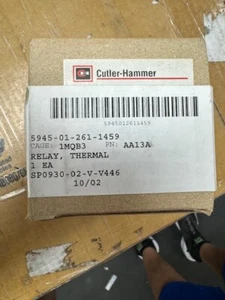 Cutler-Hammer
5945012611459
5945-01-261-1459
CAGE: 1MQB3 PN: AA13A
RELAY, THERMAL
1 EA
SP0930-02-V-V446
10/02